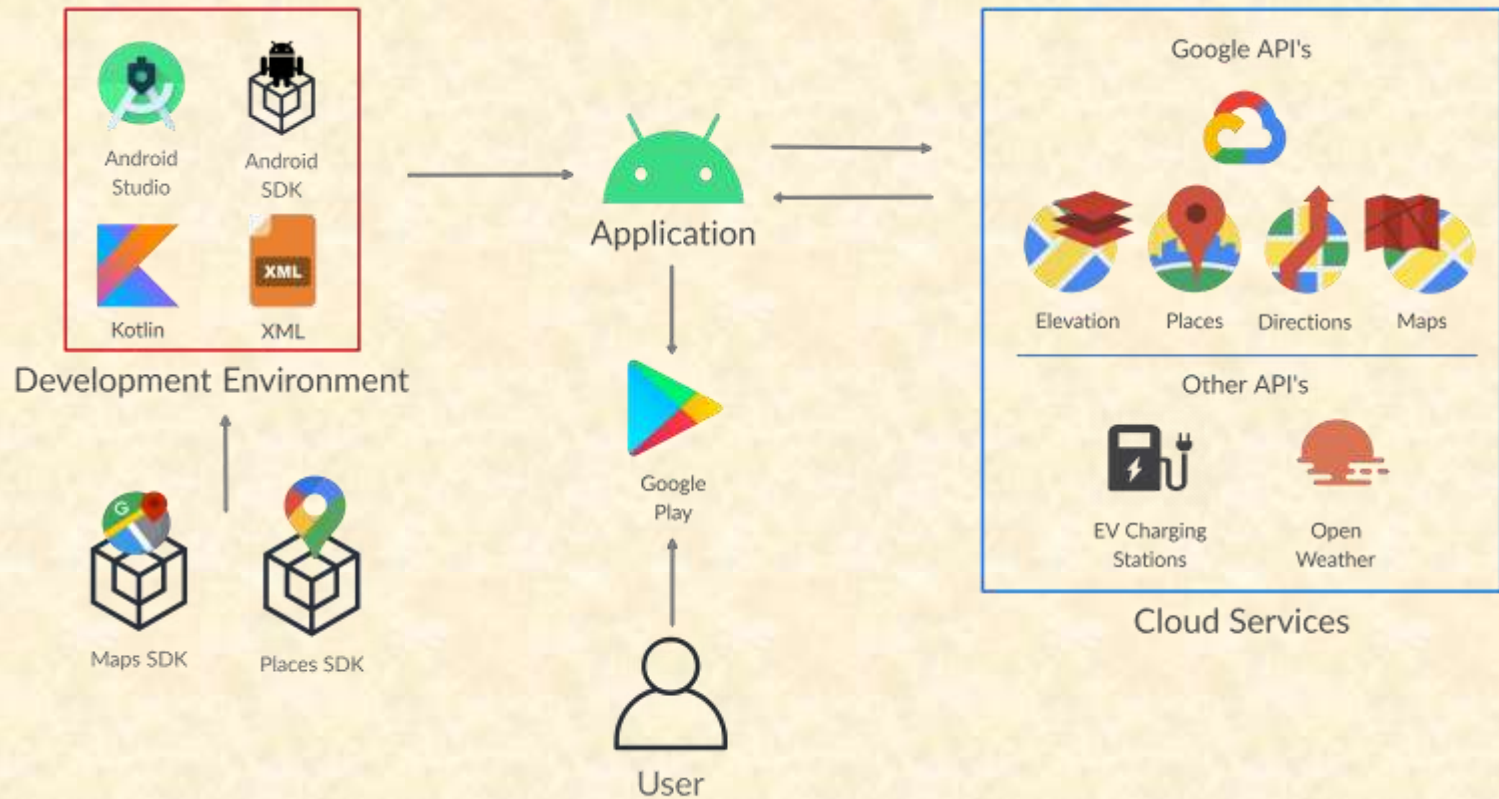 Android
Studio
Android
SDK
Kotlin
XML
XML
Development Environment
Maps SDK
G
Places SDK
Application
Google
Play
User
Google API's
Elevation
Places
Directions
Maps
Other API's
EV Charging
Stations
Open
Weather
Cloud Services